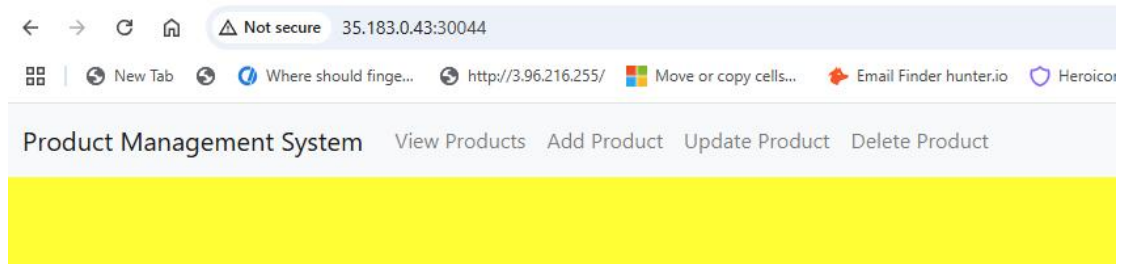 Not secure 35.183.0.43:30044
New Tab Where should finge... http://3.96.216.255/ Move or copy cells... Email Finder hunter.io Heroicon
Product Management System View Products Add Product Update Product Delete Product